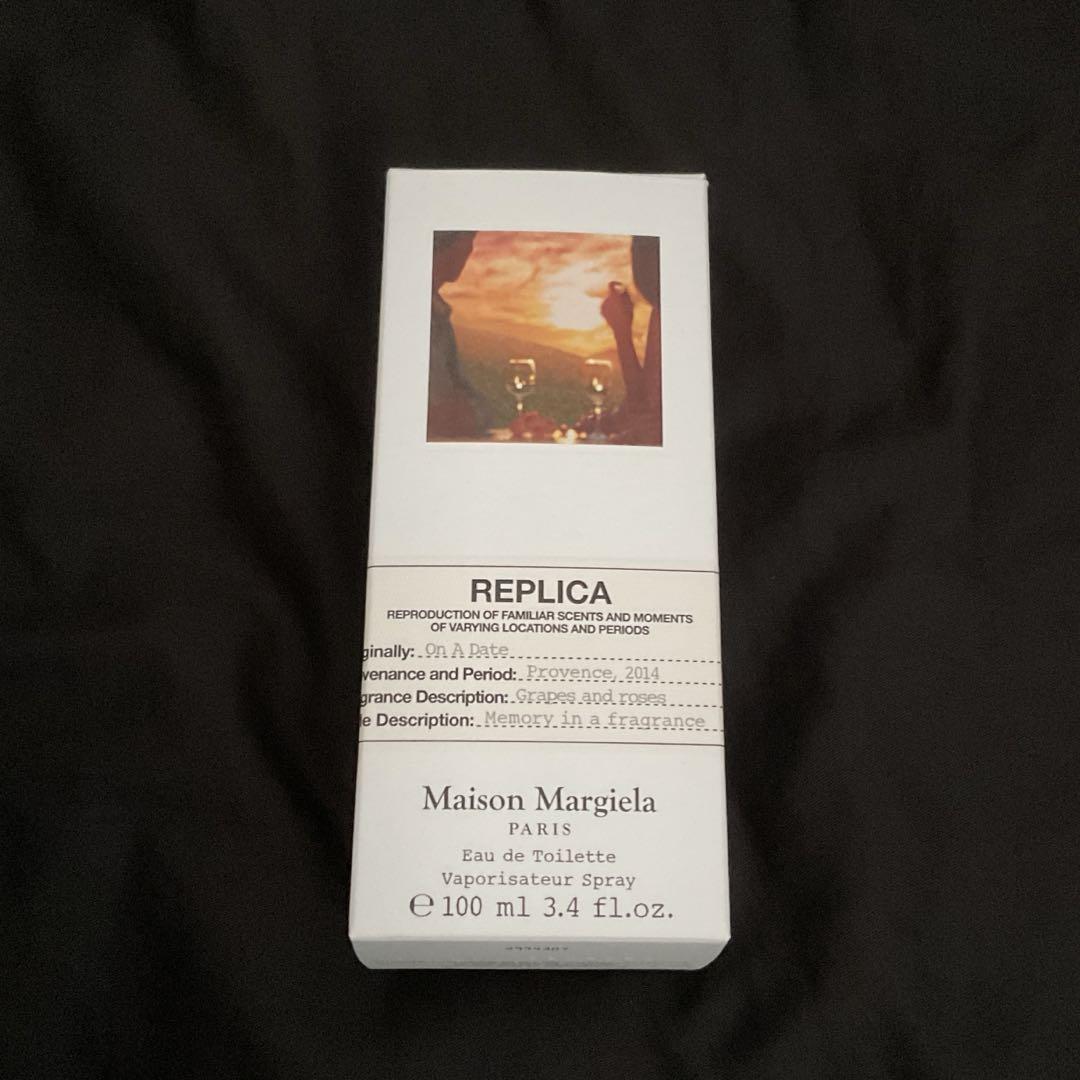 REPLICA
REPRODUCTION OF FAMILIAR SCENTS AND MOMENTS
OF VARYING LOCATIONS AND PERIODS
ginally: On A Date
venance and Period: Provence, 2014
grance Description: Grapes and roses
le Description: Memory in a fragrance
Maison Margiela
PARIS
Eau de Toilette
Vaporisateur Spray
℮ 100 ml 3.4 fl.oz.